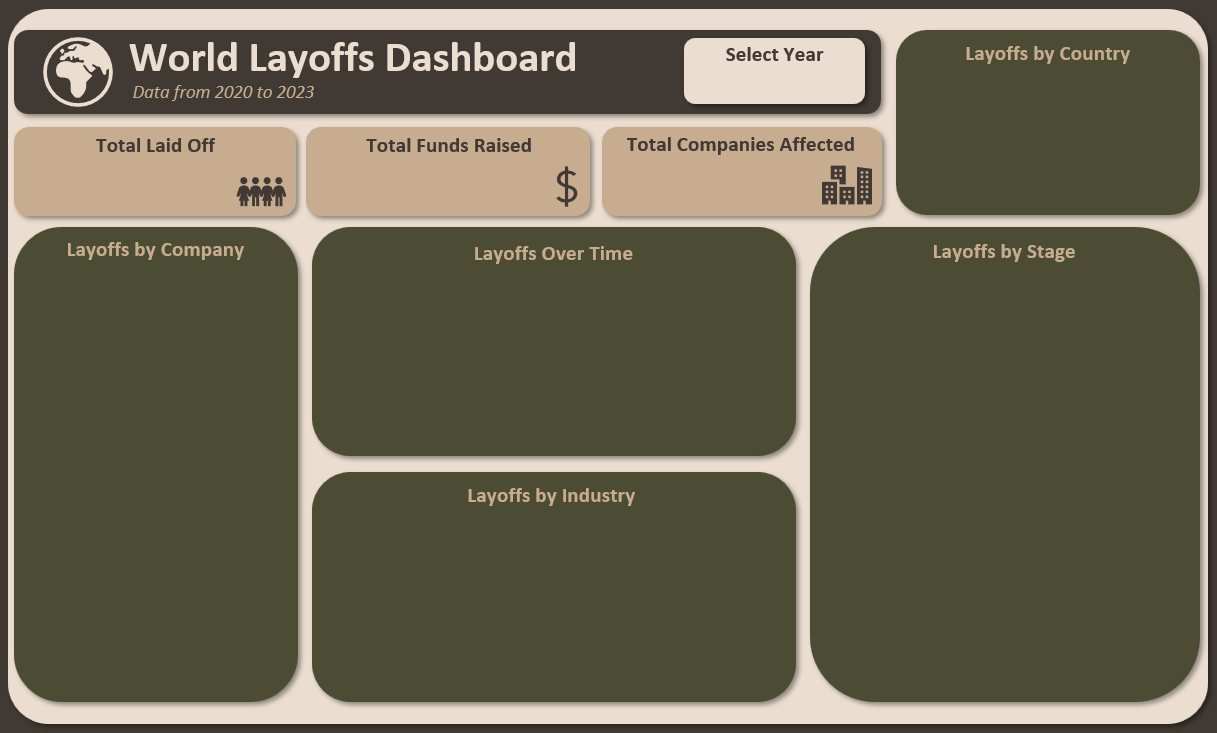 World Layoffs Dashboard
Data from 2020 to 2023
Select Year
Layoffs by Country
Total Laid Off
Total Funds Raised
$
Total Companies Affected
Layoffs by Company
Layoffs Over Time
Layoffs by Stage
Layoffs by Industry